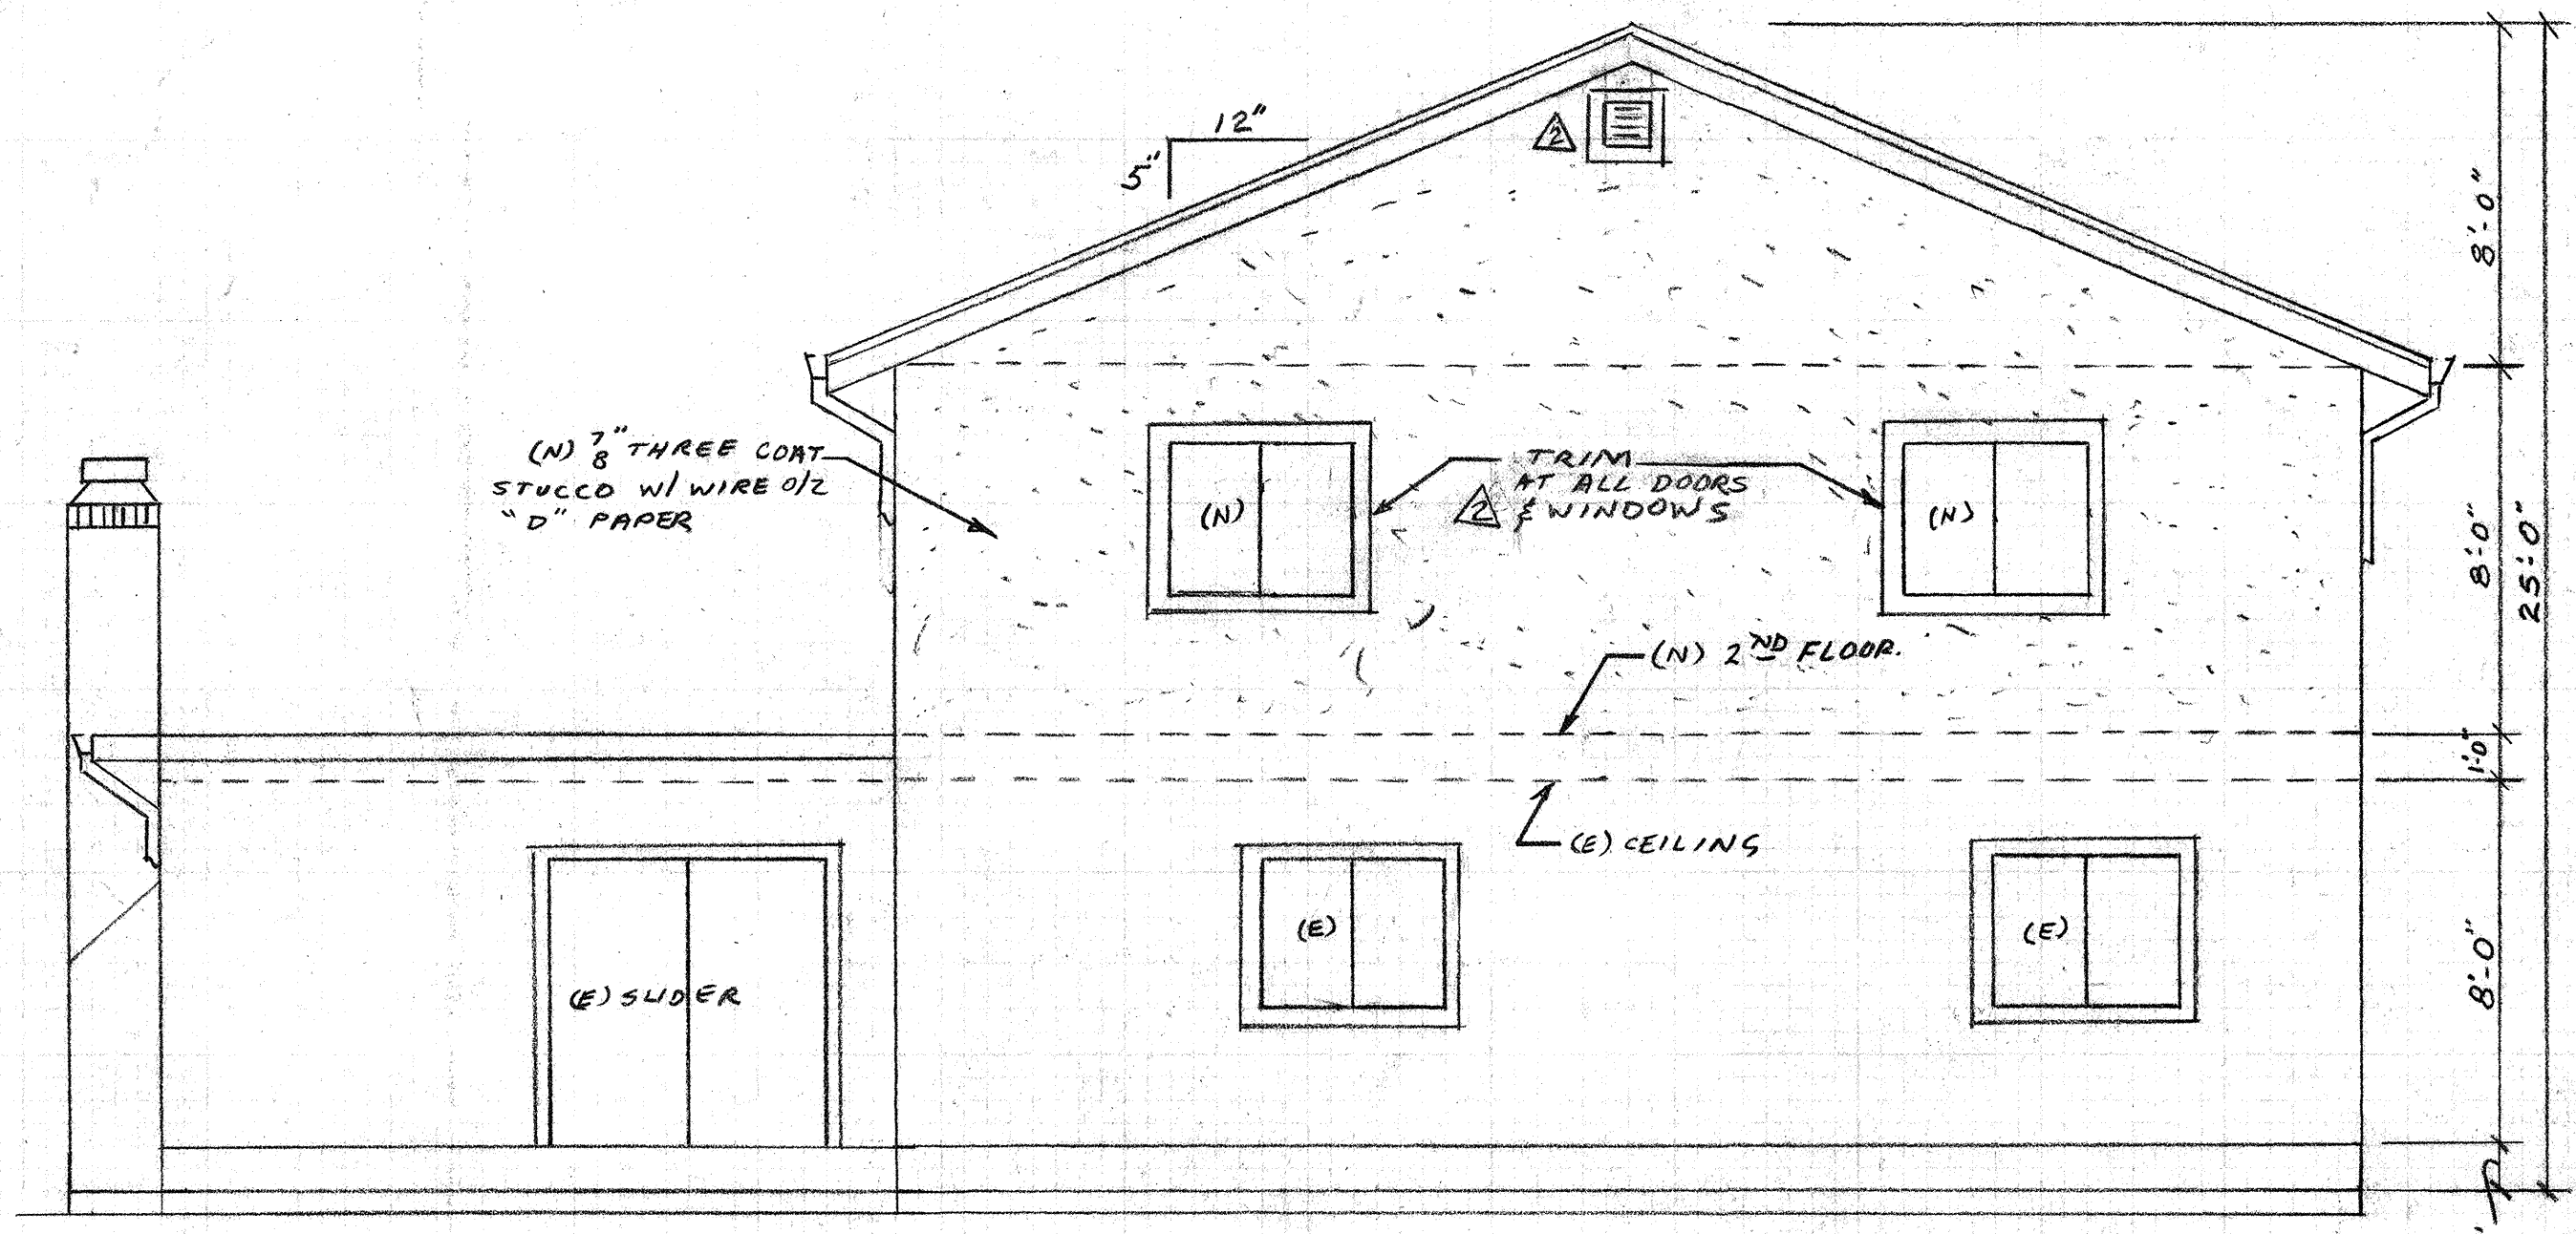 12"
5"
2
8'-0"
(N) 7/8" THREE COAT
STUCCO W/ WIRE O/2
"D" PAPER
TRIM
AT ALL DOORS
2 & WINDOWS
(N)
(N)
8'-0"
25'-0"
(N) 2ND FLOOR.
1'-0"
(E) CEILING
(E) SLIDER
(E)
(E)
8'-0"